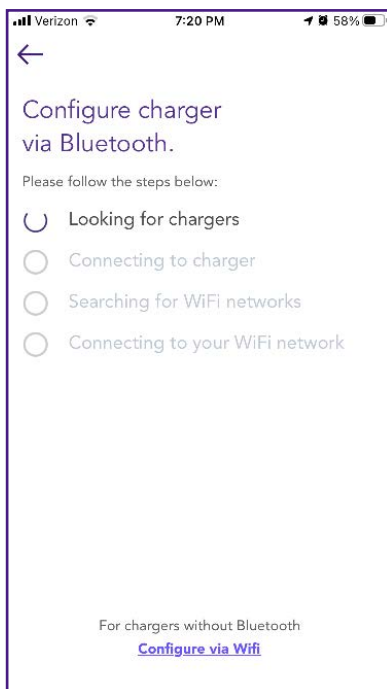 Verizon 7:20 PM 58%
Configure charger
via Bluetooth.
Please follow the steps below:
Looking for chargers
Connecting to charger
Searching for WiFi networks
Connecting to your WiFi network
For chargers without Bluetooth
Configure via Wifi